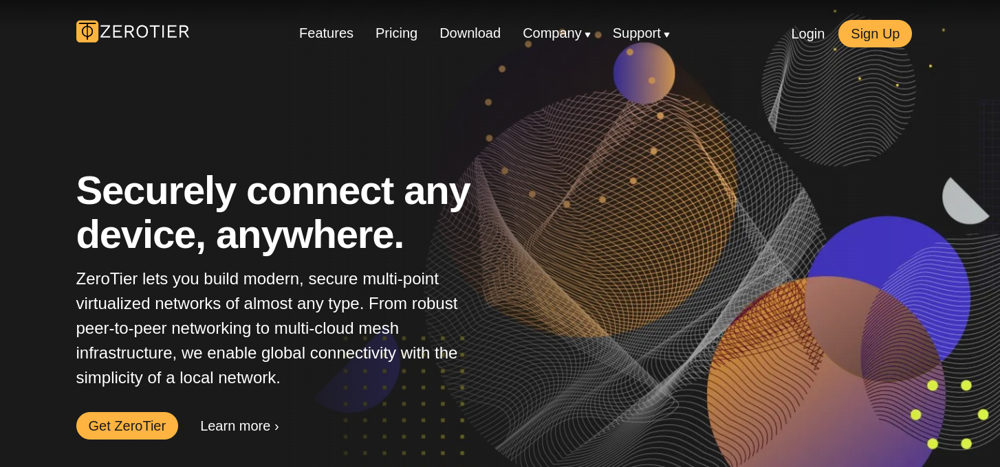 ZEROTIER
Features
Pricing
Download
Company ▾
Support ▾
Login
Sign Up
Securely connect any
device, anywhere.
ZeroTier lets you build modern, secure multi-point
virtualized networks of almost any type. From robust
peer-to-peer networking to multi-cloud mesh
infrastructure, we enable global connectivity with the
simplicity of a local network.
Get ZeroTier
Learn more ›